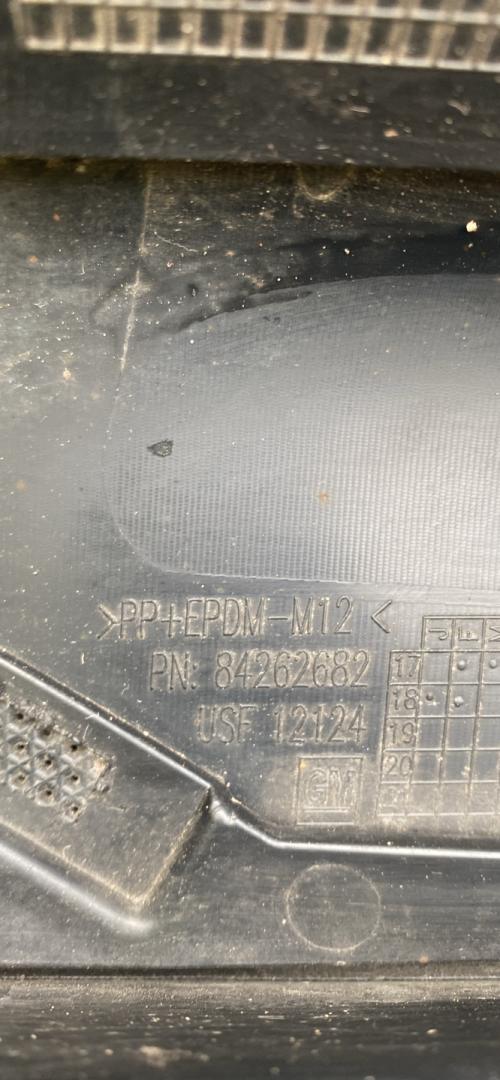 >PP+EPDM-M12<
PN: 84262682
USF 12124
GM
J F
17
18
19
20